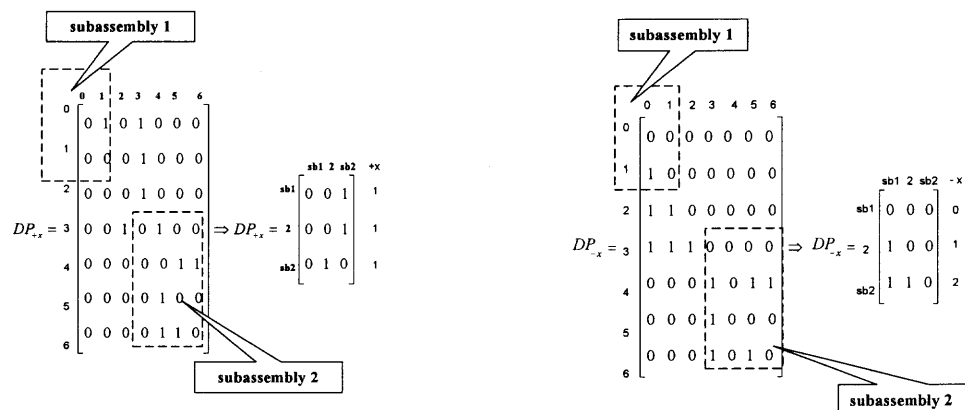 subassembly 1
0 1 2 3 4 5 6
0 0 1 0 1 0 0 0
1 0 0 0 1 0 0 0
2 0 0 0 1 0 0 0
DP+x = 3 0 0 1 0 1 0 0
4 0 0 0 0 0 1 1
5 0 0 0 0 1 0 0
6 0 0 0 0 1 1 0
subassembly 2
sb1 2 sb2 +x
⇒ DP+x =
sb1 0 0 1 1
2 0 0 1 1
sb2 0 1 0 1
subassembly 1
0 1 2 3 4 5 6
0 0 0 0 0 0 0 0
1 1 0 0 0 0 0 0
2 1 1 0 0 0 0 0
DP-x = 3 1 1 1 0 0 0 0
4 0 0 0 1 0 1 1
5 0 0 0 1 0 0 0
6 0 0 0 1 0 1 0
subassembly 2
sb1 2 sb2 -x
⇒ DP-x =
sb1 0 0 0 0
2 1 0 0 1
sb2 1 1 0 2